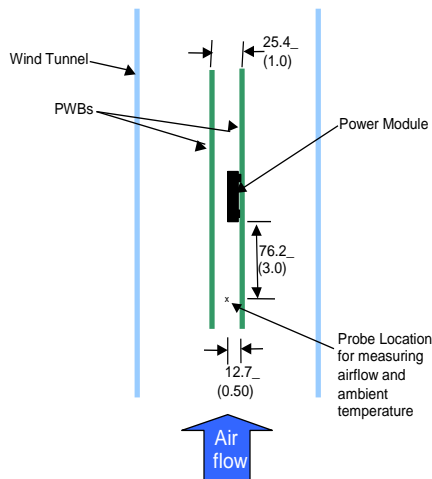 25.4_
(1.0)
Wind Tunnel
PWBs
Power Module
76.2_
(3.0)
x
Probe Location
for measuring
airflow and
ambient
temperature
12.7_
(0.50)
Air
flow